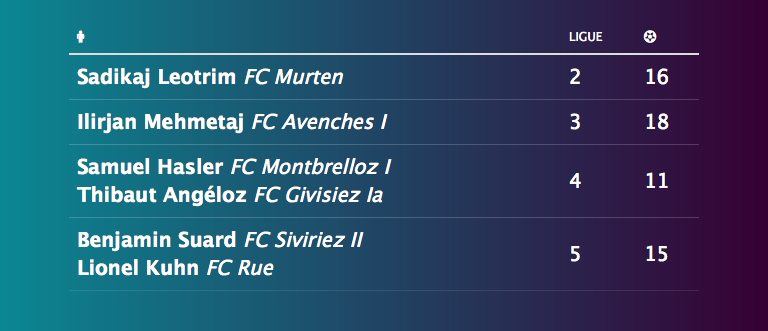 LIGUE
Sadikaj Leotrim FC Murten 2 16
Ilirjan Mehmetaj FC Avenches I 3 18
Samuel Hasler FC Montbrelloz I
Thibaut Angéloz FC Givisiez Ia
4 11
Benjamin Suard FC Siviriez II
Lionel Kuhn FC Rue
5 15